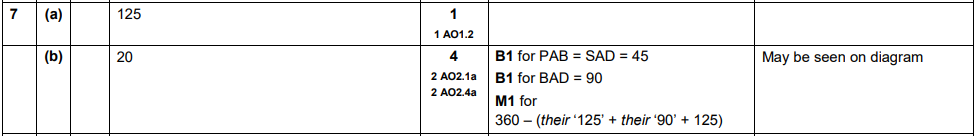 7 (a) 125 1
1 AO1.2
(b) 20 4 B1 for PAB = SAD = 45 May be seen on diagram
2 AO2.1a B1 for BAD = 90
2 AO2.4a M1 for
360 – (their ‘125’ + their ‘90’ + 125)